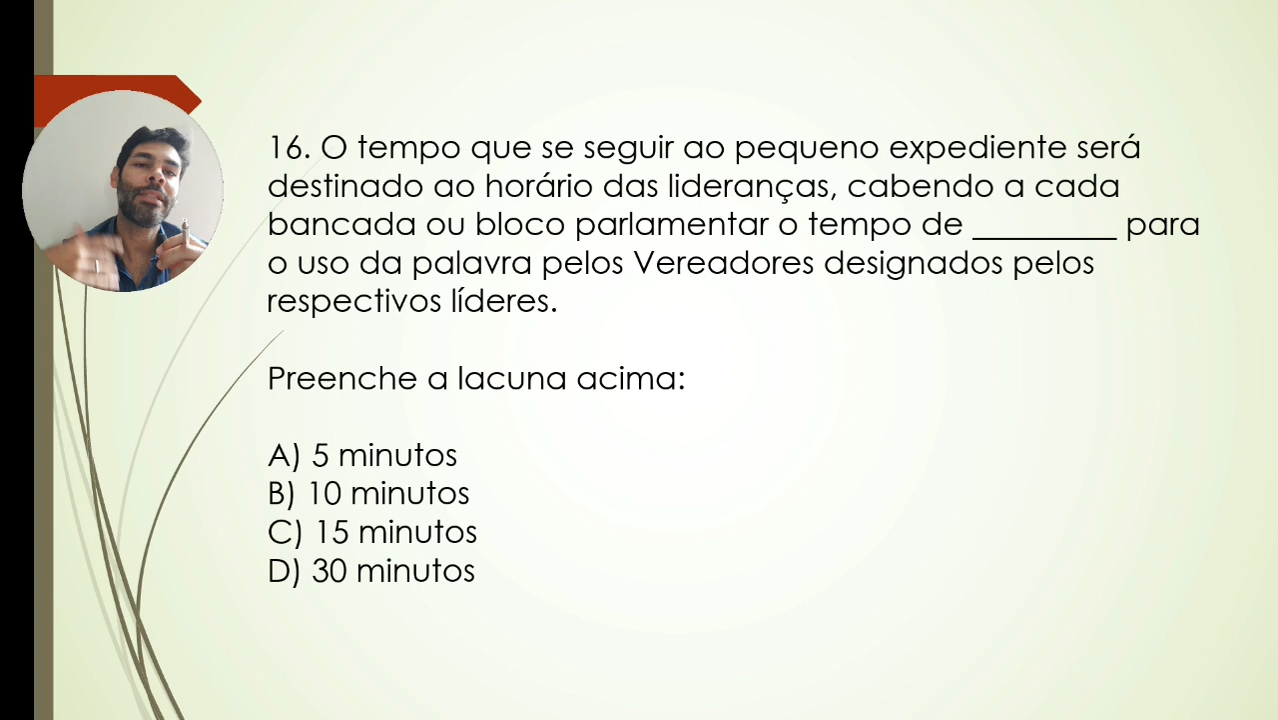 16. O tempo que se seguir ao pequeno expediente será
destinado ao horário das lideranças, cabendo a cada
bancada ou bloco parlamentar o tempo de _________ para
o uso da palavra pelos Vereadores designados pelos
respectivos líderes.
Preenche a lacuna acima:
A) 5 minutos
B) 10 minutos
C) 15 minutos
D) 30 minutos